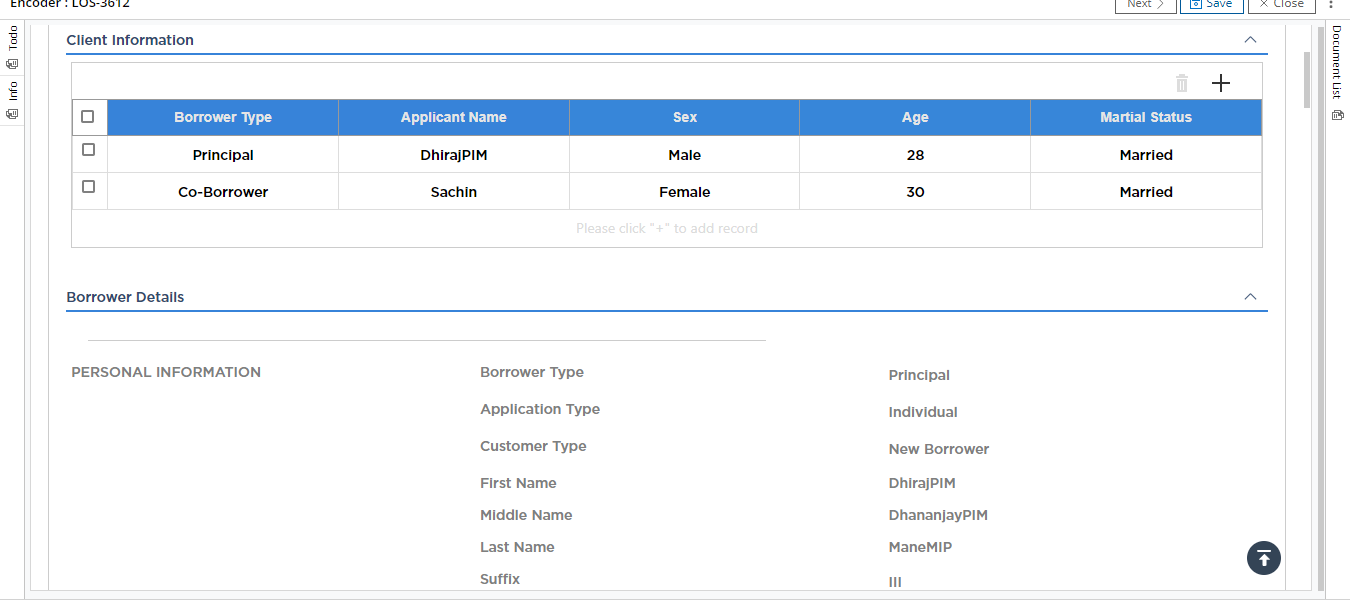 Encoder : LOS-3612
Next
Save
Close
Todo
Info
Document List
Client Information
Borrower Type Applicant Name Sex Age Martial Status
Principal DhirajPIM Male 28 Married
Co-Borrower Sachin Female 30 Married
Please click "+" to add record
Borrower Details
PERSONAL INFORMATION
Borrower Type Principal
Application Type Individual
Customer Type New Borrower
First Name DhirajPIM
Middle Name DhananjayPIM
Last Name ManeMIP
Suffix III